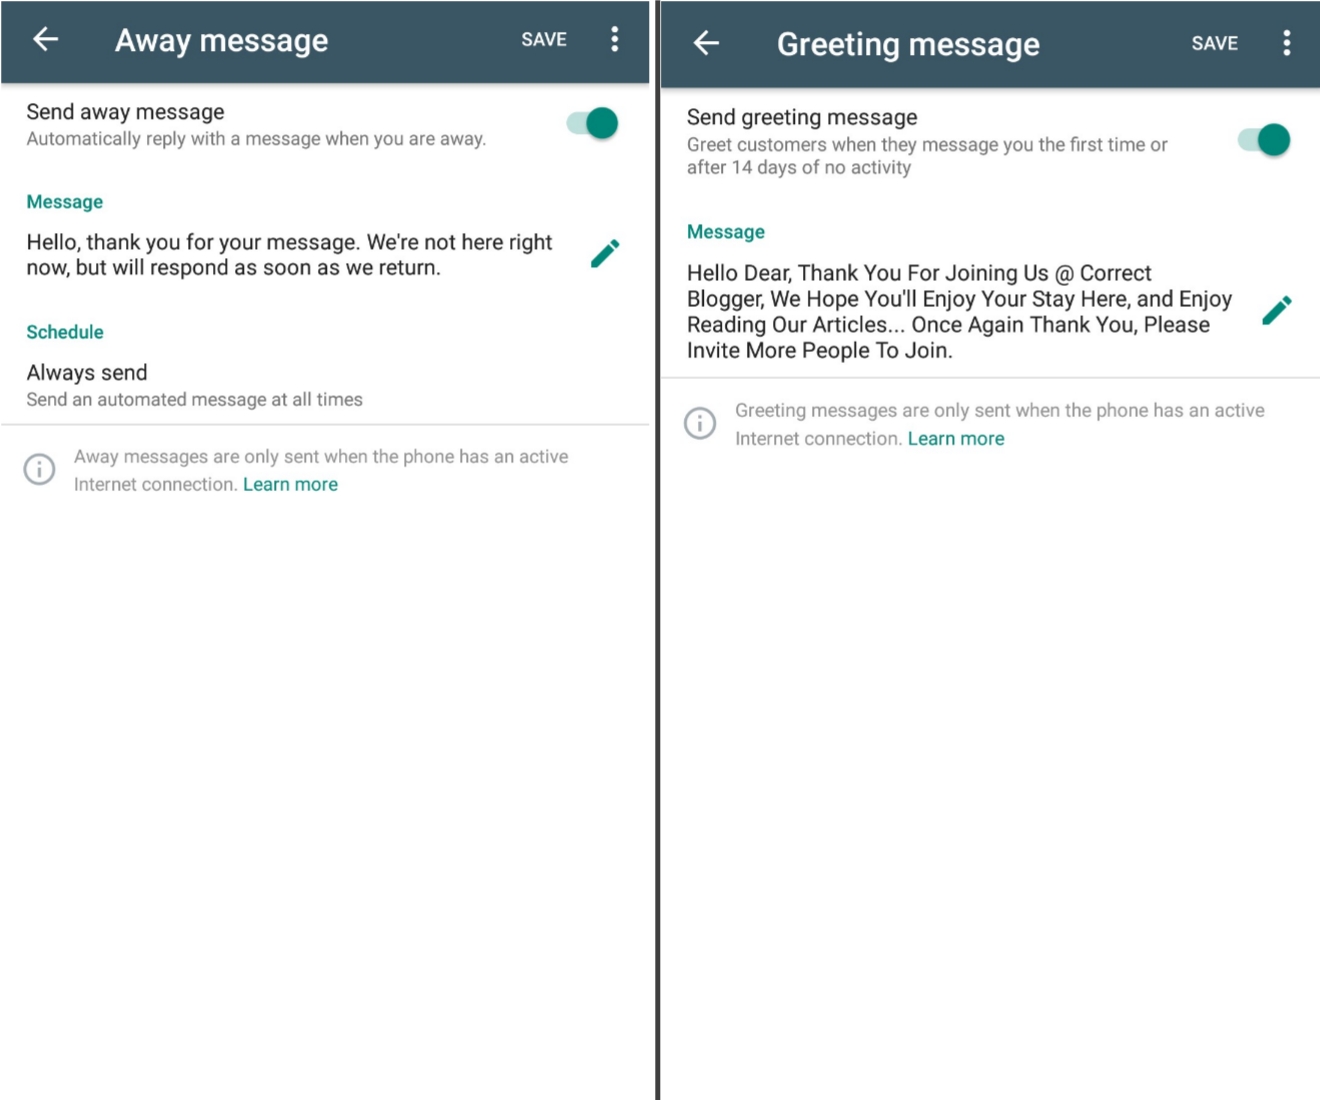 Away message
SAVE
Send away message
Automatically reply with a message when you are away.
Message
Hello, thank you for your message. We're not here right
now, but will respond as soon as we return.
Schedule
Always send
Send an automated message at all times
Away messages are only sent when the phone has an active
Internet connection. Learn more
Greeting message
SAVE
Send greeting message
Greet customers when they message you the first time or
after 14 days of no activity
Message
Hello Dear, Thank You For Joining Us @ Correct
Blogger, We Hope You'll Enjoy Your Stay Here, and Enjoy
Reading Our Articles... Once Again Thank You, Please
Invite More People To Join.
Greeting messages are only sent when the phone has an active
Internet connection. Learn more